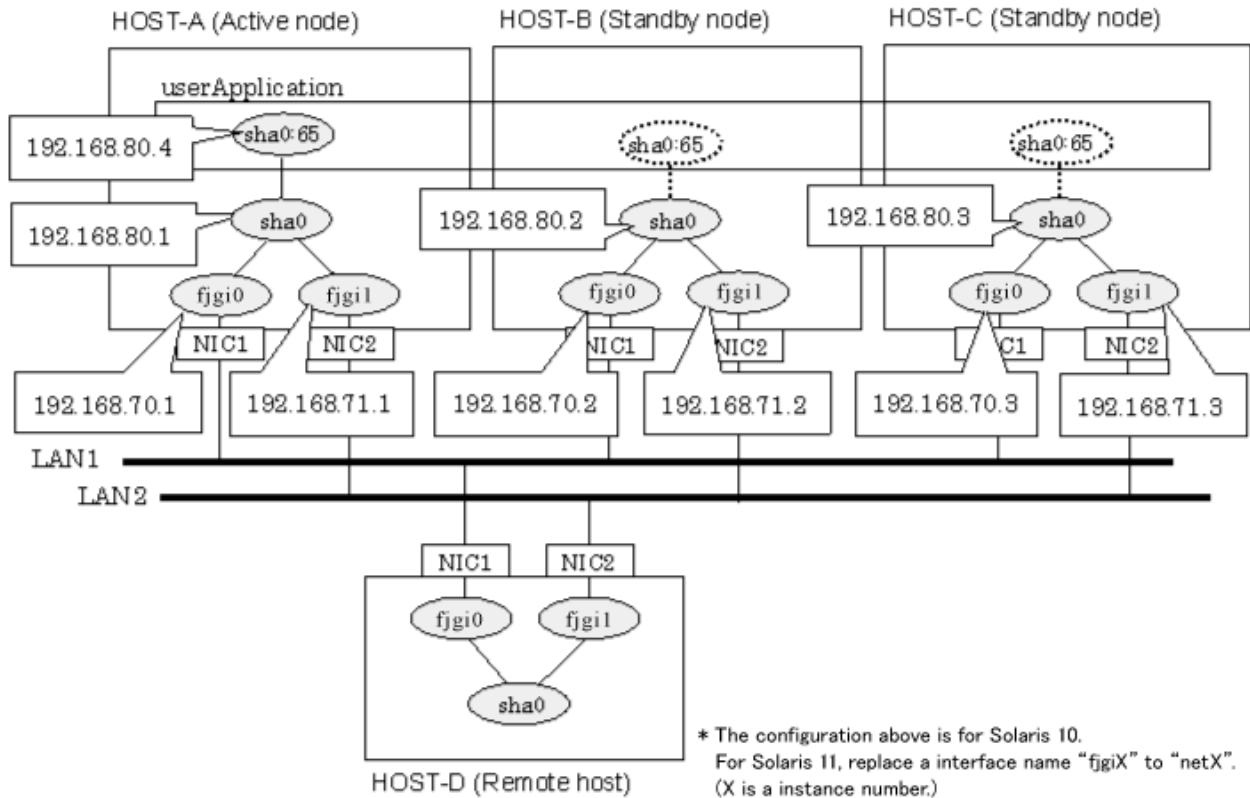 HOST-A (Active node)
HOST-B (Standby node)
HOST-C (Standby node)
userApplication
192.168.80.4
sha0:65
sha0:65
sha0:65
192.168.80.1
sha0
192.168.80.2
sha0
192.168.80.3
sha0
fjgi0
fjgi1
fjgi0
fjgi1
fjgi0
fjgi1
NIC1
NIC2
NIC1
NIC2
NIC1
NIC2
192.168.70.1
192.168.71.1
192.168.70.2
192.168.71.2
192.168.70.3
192.168.71.3
LAN1
LAN2
NIC1
NIC2
fjgi0
fjgi1
sha0
HOST-D (Remote host)
* The configuration above is for Solaris 10.
For Solaris 11, replace a interface name “fjgiX” to “netX”.
(X is a instance number.)